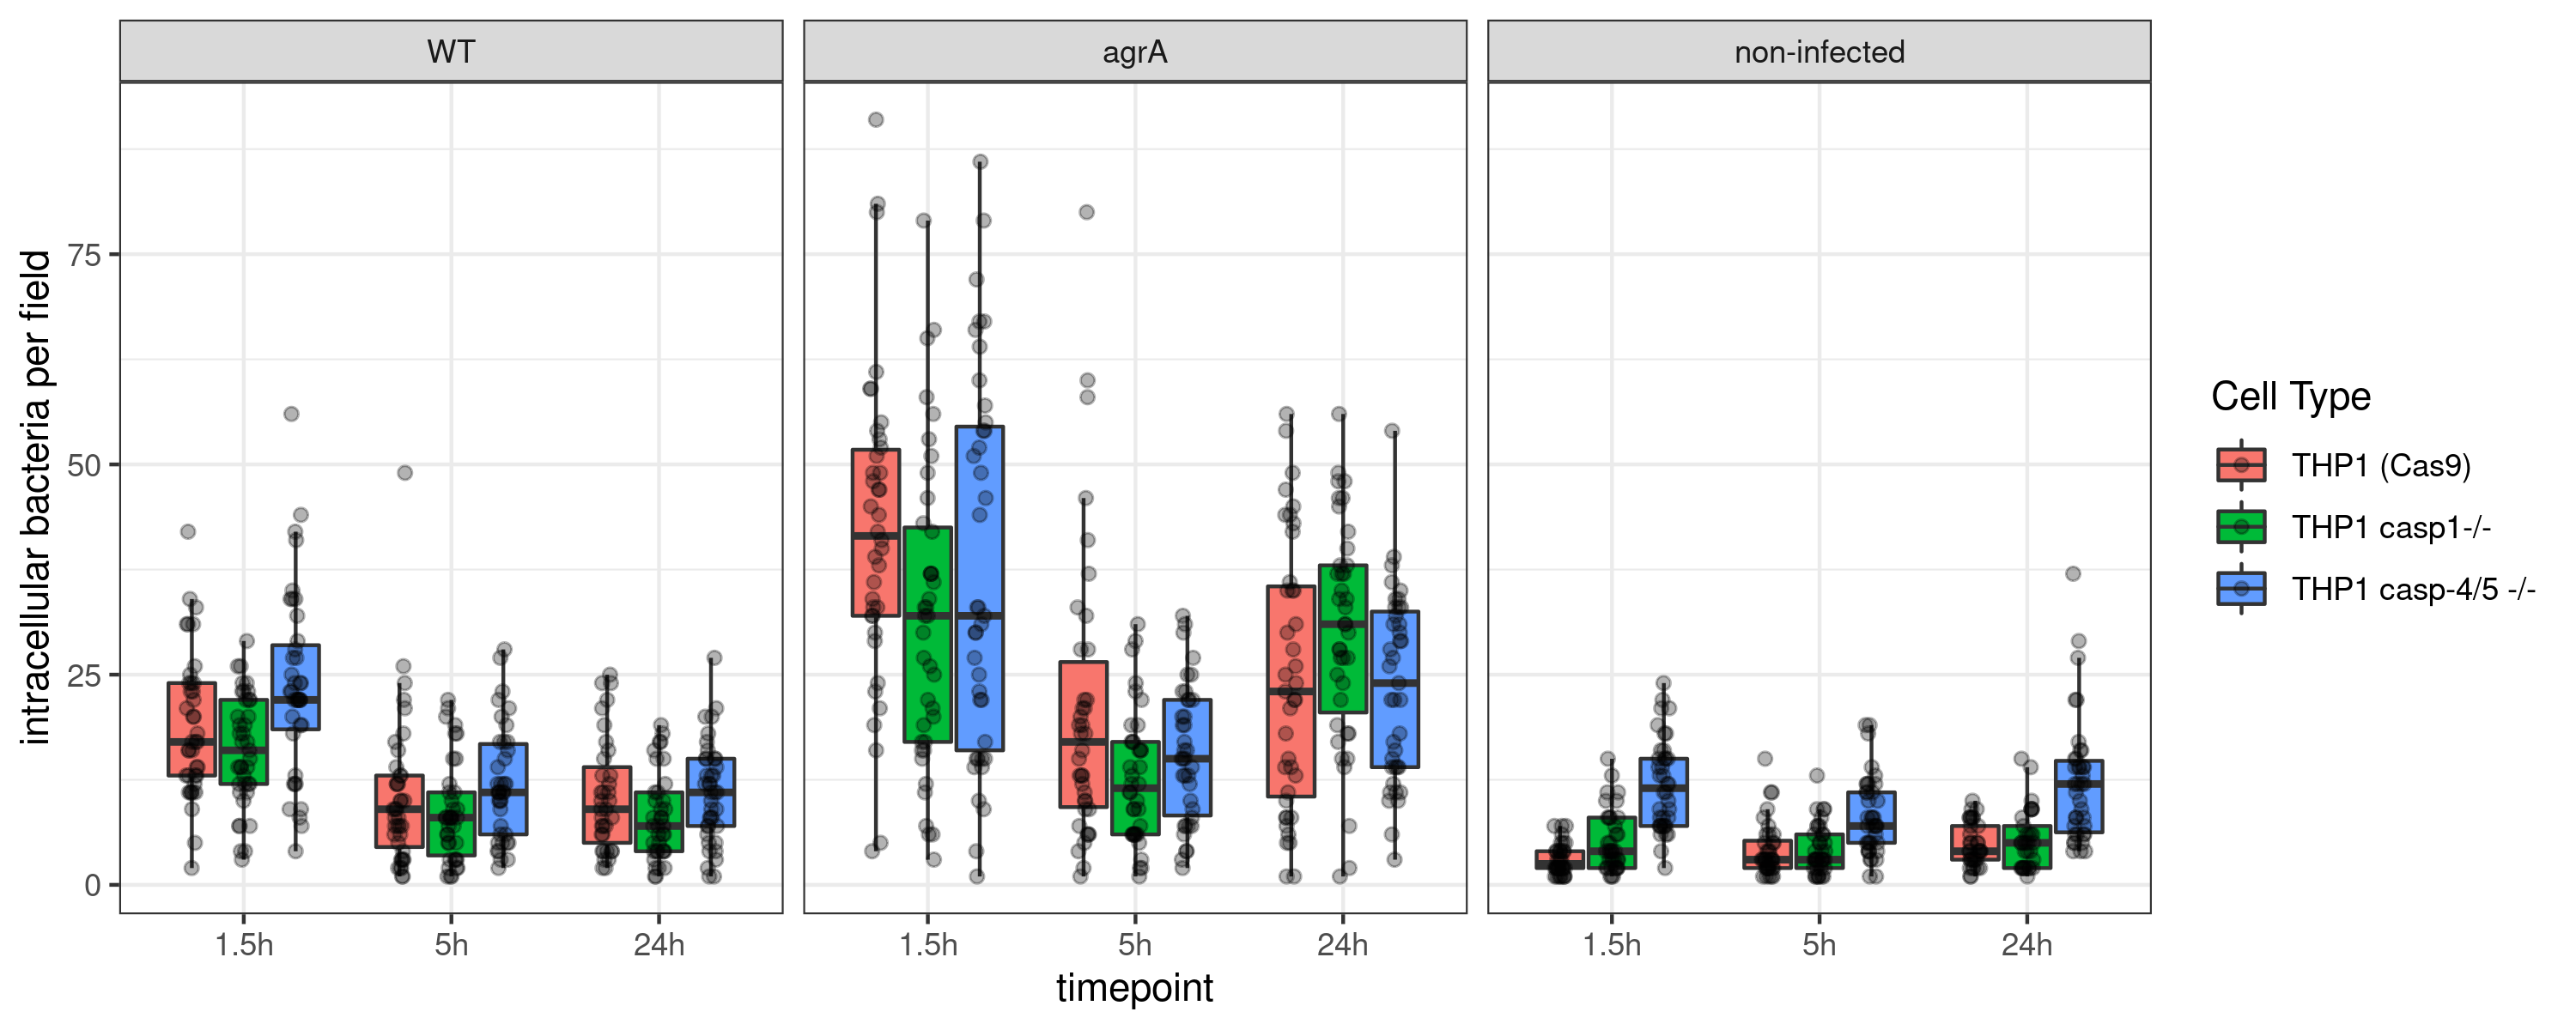 WT
agrA
non-infected
intracellular bacteria per field
75
50
25
0
1.5h
5h
24h
1.5h
5h
24h
1.5h
5h
24h
timepoint
Cell Type
THP1 (Cas9)
THP1 casp1-/-
THP1 casp-4/5 -/-